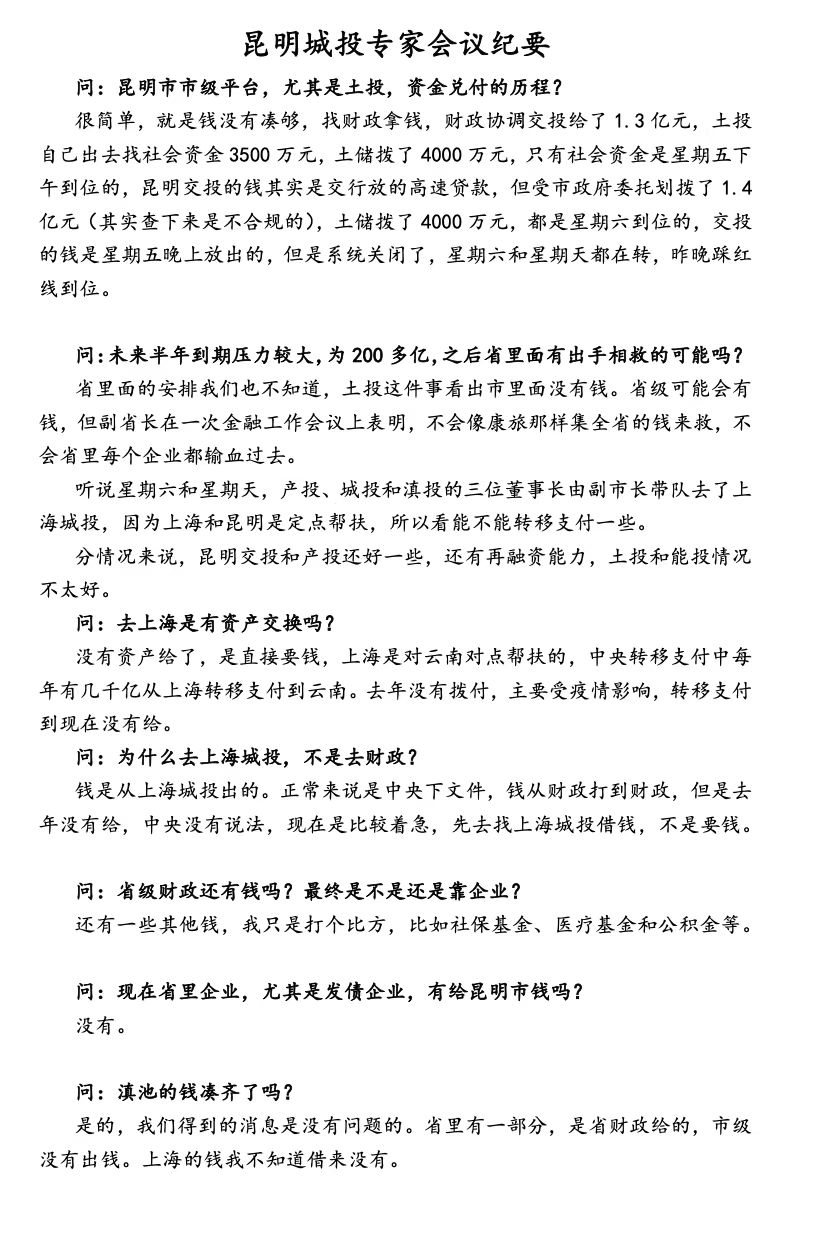 昆明城投专家会议纪要
问：昆明市市级平台，尤其是土投，资金兑付的历程？
很简单，就是钱没有凑够，找财政拿钱，财政协调交投给了 1.3 亿元，土投
自己出去找社会资金 3500 万元，土储拨了 4000 万元，只有社会资金是星期五下
午到位的，昆明交投的钱其实是交行放的高速贷款，但受市政府委托划拨了 1.4
亿元（其实查下来是不合规的），土储拨了 4000 万元，都是星期六到位的，交投
的钱是星期五晚上放出的，但是系统关闭了，星期六和星期天都在转，昨晚踩红
线到位。
问：未来半年到期压力较大，为 200 多亿，之后省里面有出手相救的可能吗？
省里面的安排我们也不知道，土投这件事看出市里面没有钱。省级可能会有
钱，但副省长在一次金融工作会议上表明，不会像康旅那样集全省的钱来救，不
会省里每个企业都输血过去。
听说星期六和星期天，产投、城投和滇投的三位董事长由副市长带队去了上
海城投，因为上海和昆明是定点帮扶，所以看能不能转移支付一些。
分情况来说，昆明交投和产投还好一些，还有再融资能力，土投和能投情况
不太好。
问：去上海是有资产交换吗？
没有资产给了，是直接要钱，上海是对云南对点帮扶的，中央转移支付中每
年有几千亿从上海转移支付到云南。去年没有拨付，主要受疫情影响，转移支付
到现在没有给。
问：为什么去上海城投，不是去财政？
钱是从上海城投出的。正常来说是中央下文件，钱从财政打到财政，但是去
年没有给，中央没有说法，现在是比较着急，先去找上海城投借钱，不是要钱。
问：省级财政还有钱吗？最终是不是还是靠企业？
还有一些其他钱，我只是打个比方，比如社保基金、医疗基金和公积金等。
问：现在省里企业，尤其是发债企业，有给昆明市钱吗？
没有。
问：滇池的钱凑齐了吗？
是的，我们得到的消息是没有问题的。省里有一部分，是省财政给的，市级
没有出钱。上海的钱我不知道借来没有。